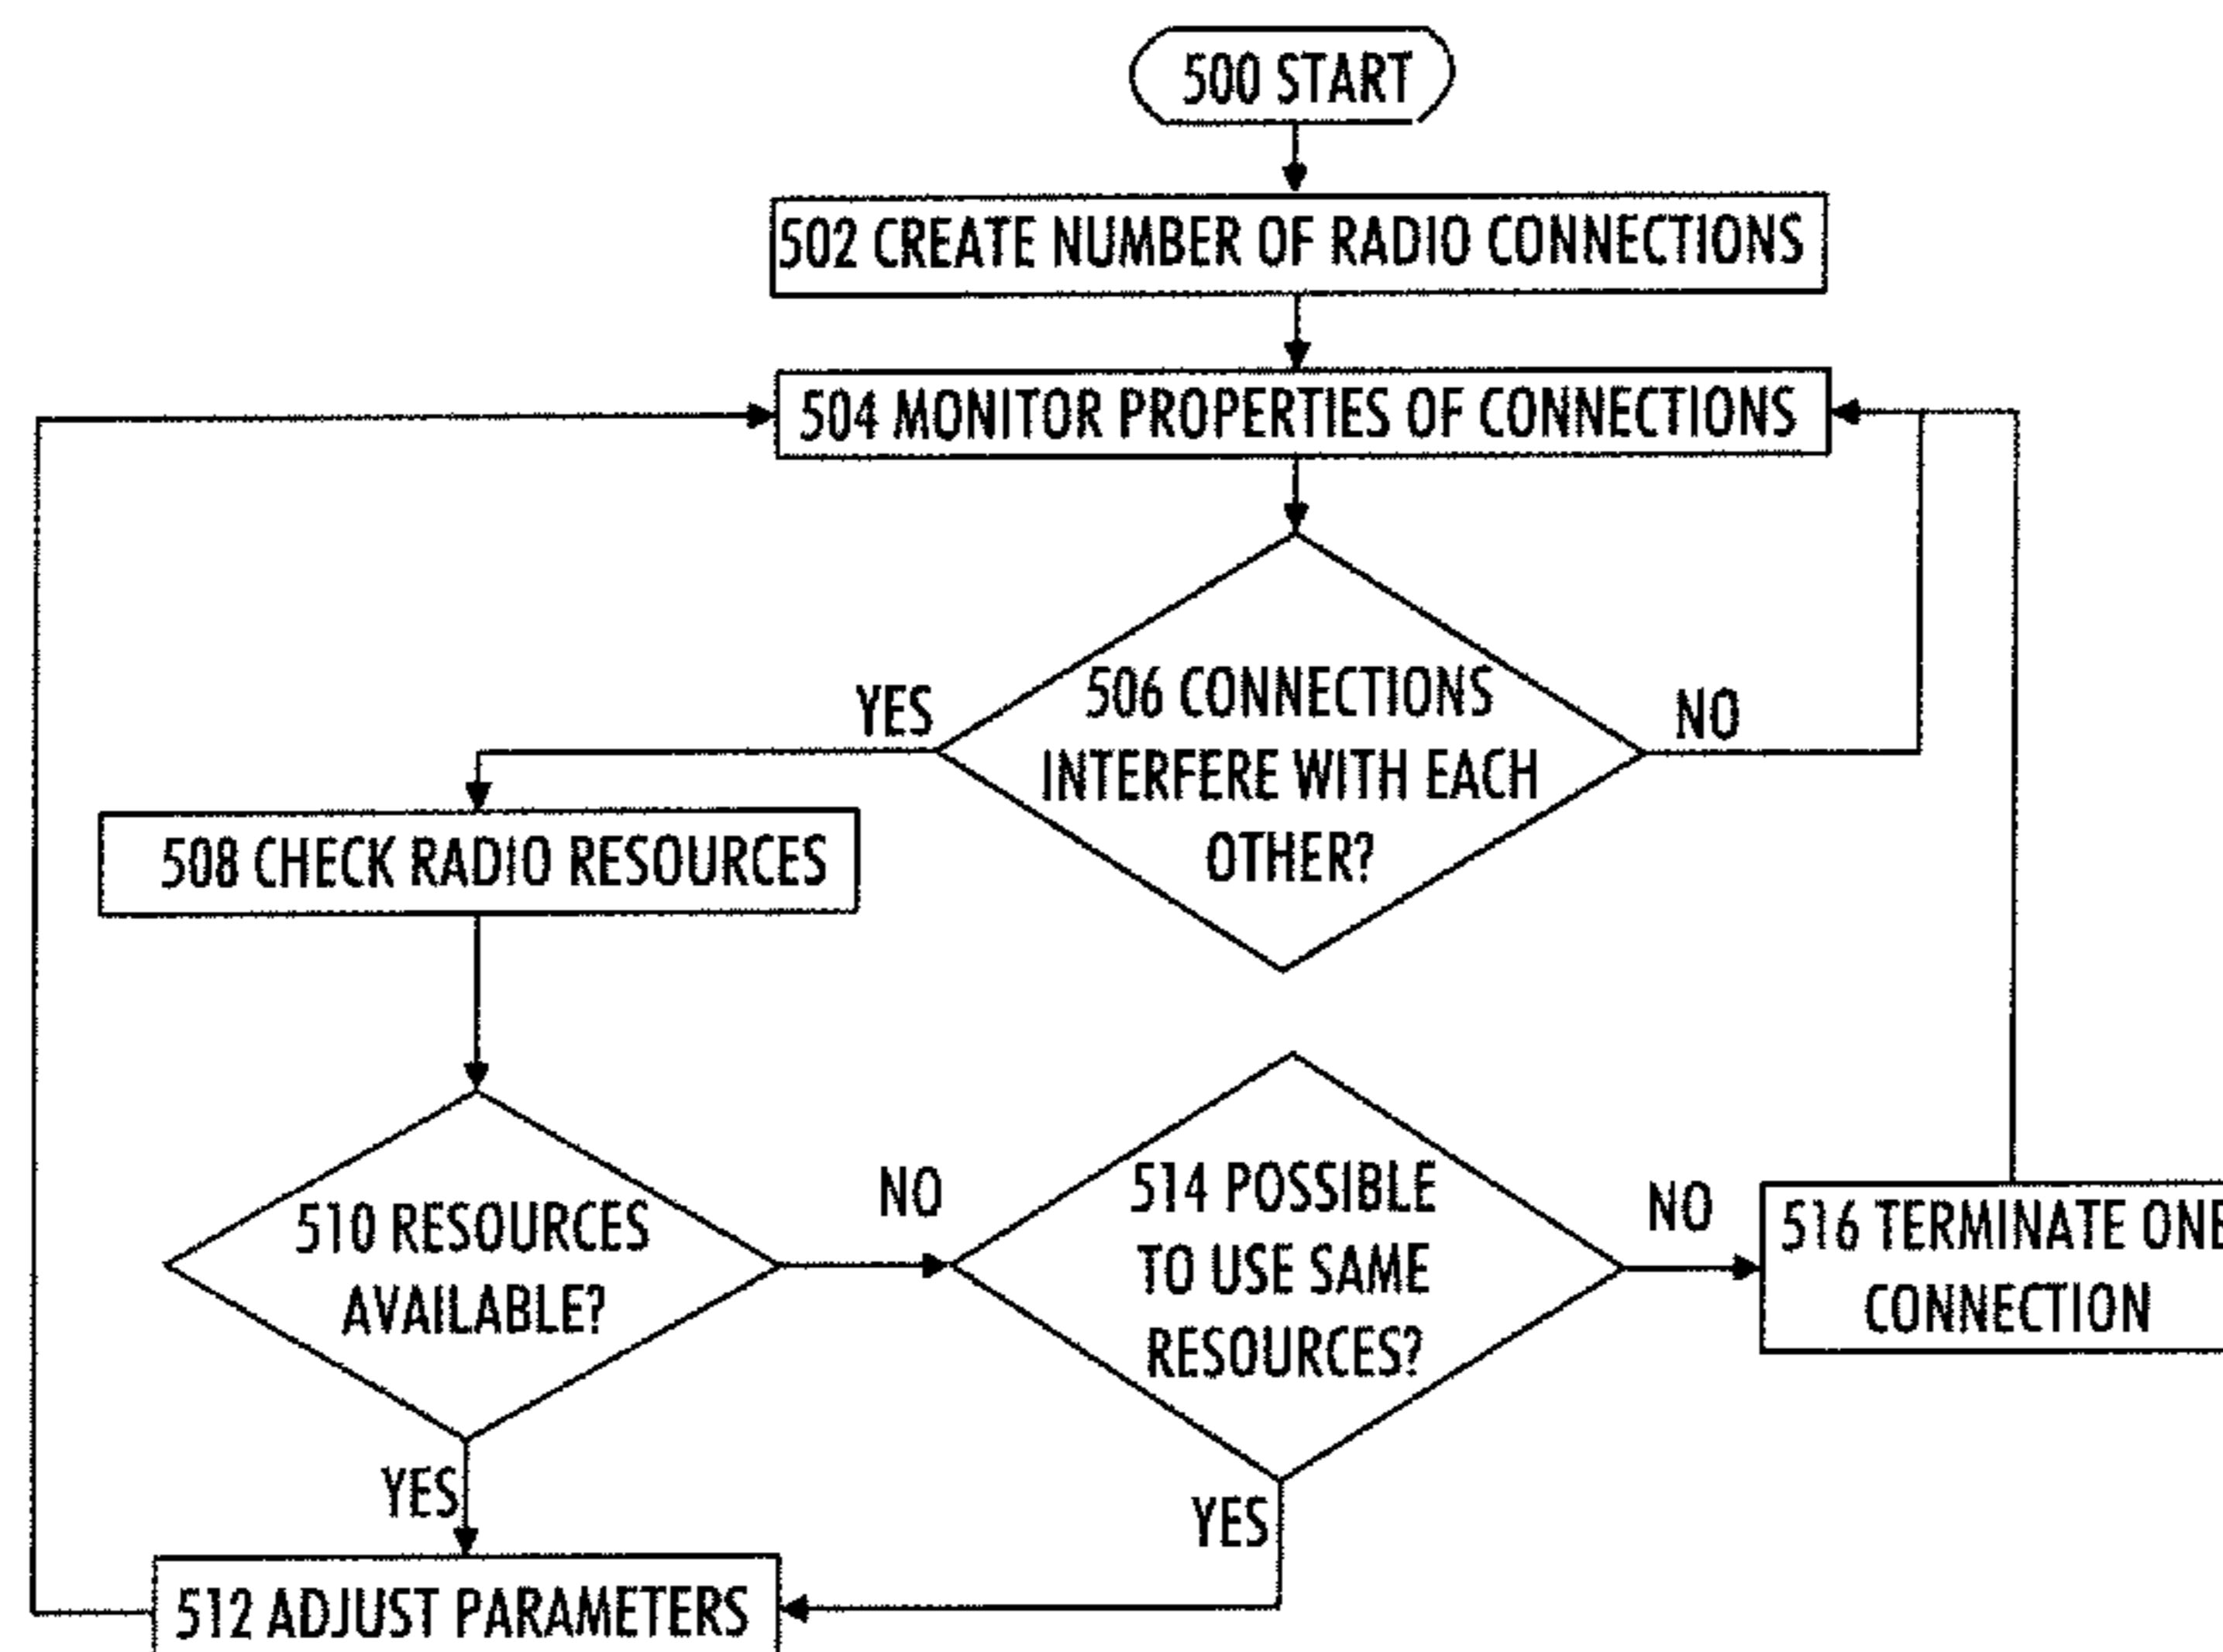 500 START
502 CREATE NUMBER OF RADIO CONNECTIONS
504 MONITOR PROPERTIES OF CONNECTIONS
506 CONNECTIONS
INTERFERE WITH EACH
OTHER?
YES
NO
508 CHECK RADIO RESOURCES
510 RESOURCES
AVAILABLE?
NO
514 POSSIBLE
TO USE SAME
RESOURCES?
NO
516 TERMINATE ONE
CONNECTION
YES
YES
512 ADJUST PARAMETERS